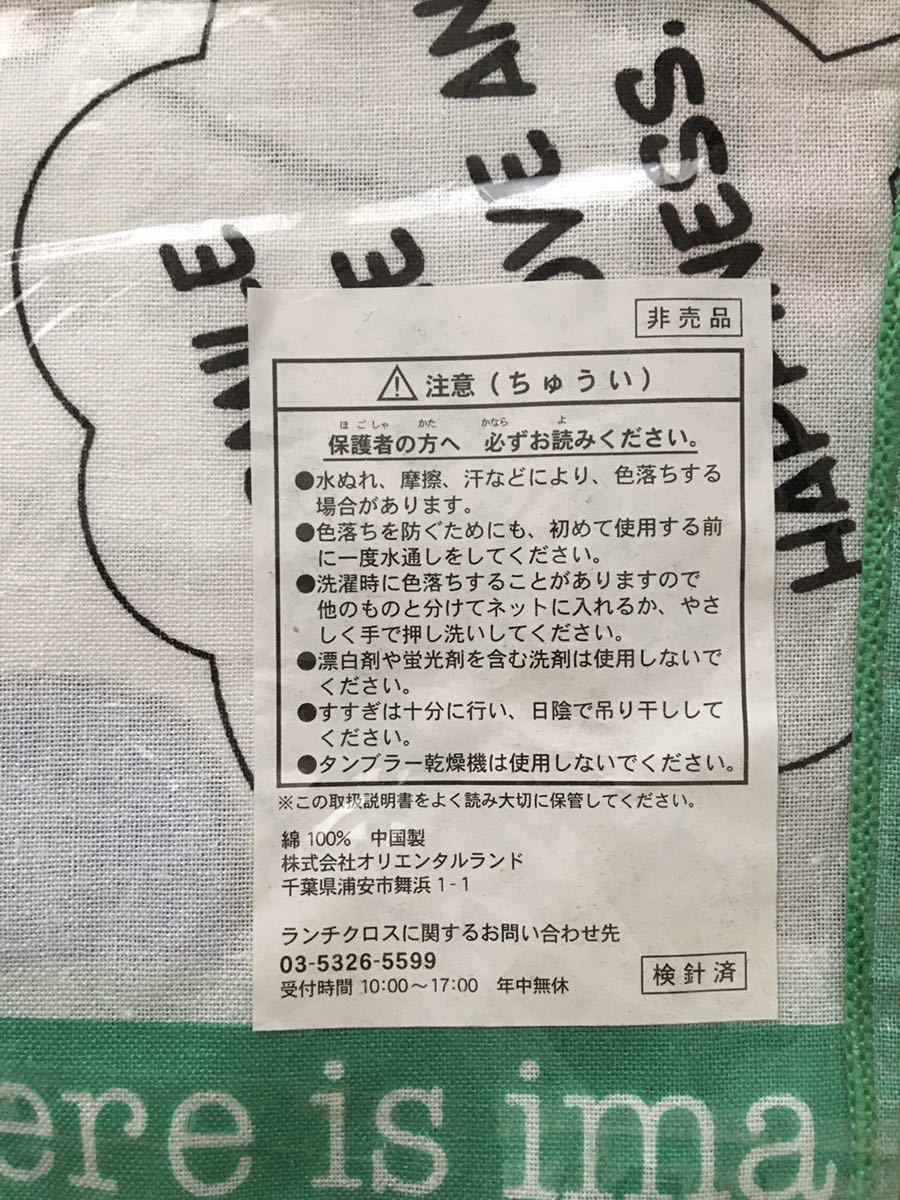 SMILE
LOVE AN
HAPPINESS.
非売品
⚠ 注意(ちゅうい)
ほごしゃ かた かなら よ
保護者の方へ 必ずお読みください。
●水ぬれ、摩擦、汗などにより、色落ちする
場合があります。
●色落ちを防ぐためにも、初めて使用する前
に一度水通しをしてください。
●洗濯時に色落ちすることがありますので
他のものと分けてネットに入れるか、やさ
しく手で押し洗いしてください。
●漂白剤や蛍光剤を含む洗剤は使用しないで
ください。
●すすぎは十分に行い、日陰で吊り干しして
ください。
●タンブラー乾燥機は使用しないでください。
※この取扱説明書をよく読み大切に保管してください。
綿 100% 中国製
株式会社オリエンタルランド
千葉県浦安市舞浜 1-1
ランチクロスに関するお問い合わせ先
03-5326-5599
受付時間 10:00～17:00 年中無休
検針済
ere is ima